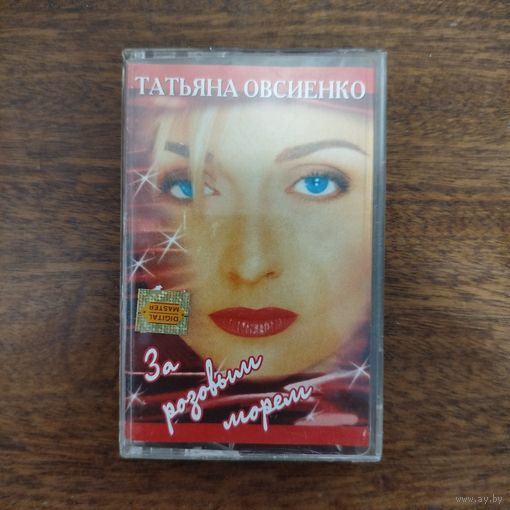 ТАТЬЯНА ОВСИЕНКО
DIGITAL
MASTER
За
розовым
морем
www.ay.by